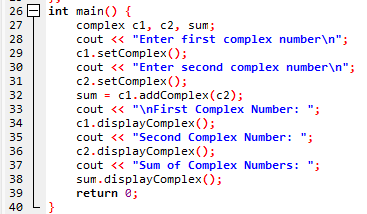 26 int main() {
27 complex c1, c2, sum;
28 cout << "Enter first complex number\n";
29 c1.setComplex();
30 cout << "Enter second complex number\n";
31 c2.setComplex();
32 sum = c1.addComplex(c2);
33 cout << "\nFirst Complex Number: ";
34 c1.displayComplex();
35 cout << "Second Complex Number: ";
36 c2.displayComplex();
37 cout << "Sum of Complex Numbers: ";
38 sum.displayComplex();
39 return 0;
40 }